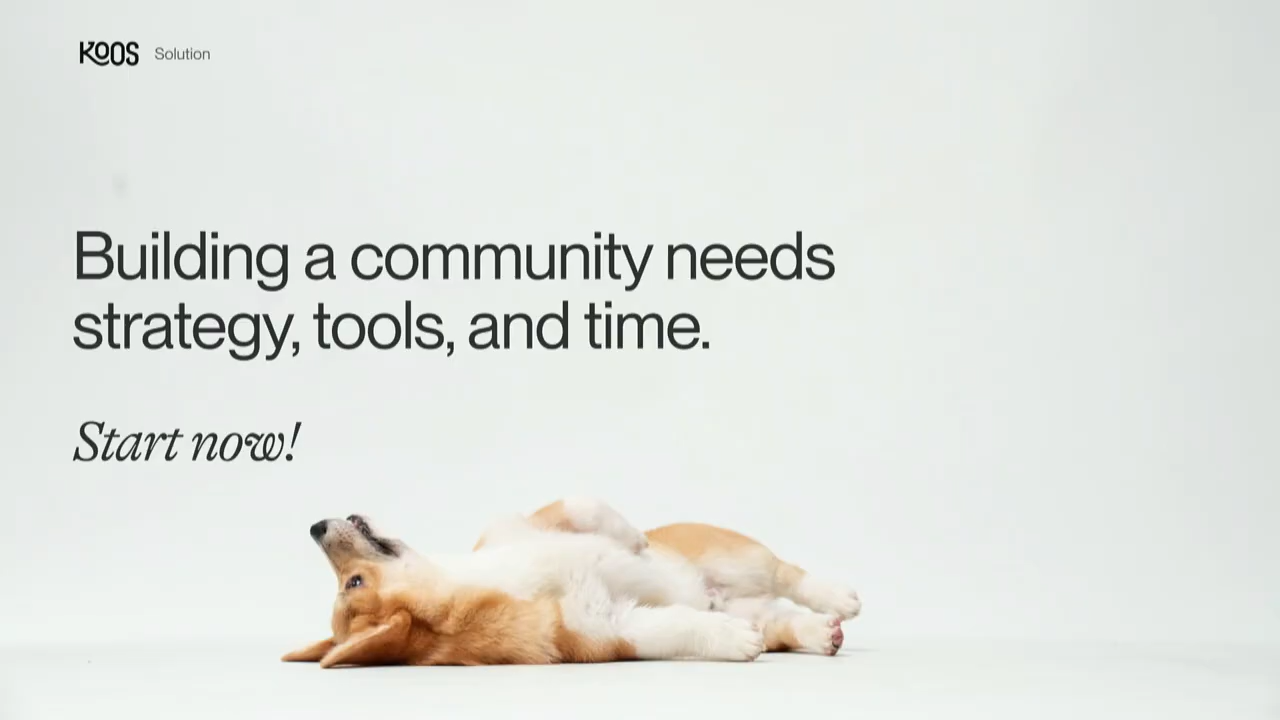 KOOS Solution
Building a community needs
strategy, tools, and time.
Start now!